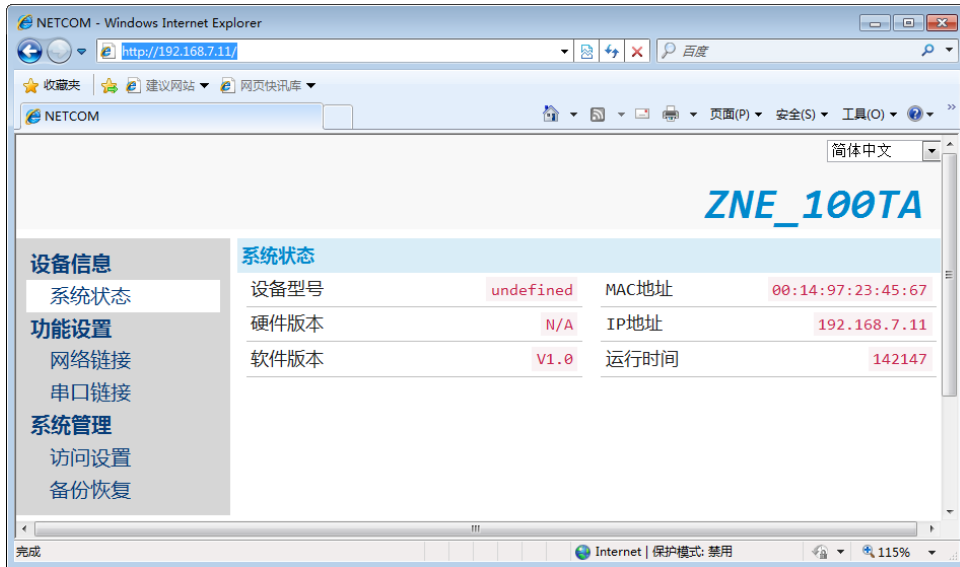 NETCOM - Windows Internet Explorer
http://192.168.7.11/ 百度
收藏夹 建议网站 网页快讯库
NETCOM 页面(P) 安全(S) 工具(O) »
简体中文
ZNE_100TA
设备信息
系统状态
功能设置
网络链接
串口链接
系统管理
访问设置
备份恢复
系统状态
设备型号 undefined MAC地址 00:14:97:23:45:67
硬件版本 N/A IP地址 192.168.7.11
软件版本 V1.0 运行时间 142147
完成 Internet | 保护模式: 禁用 115%